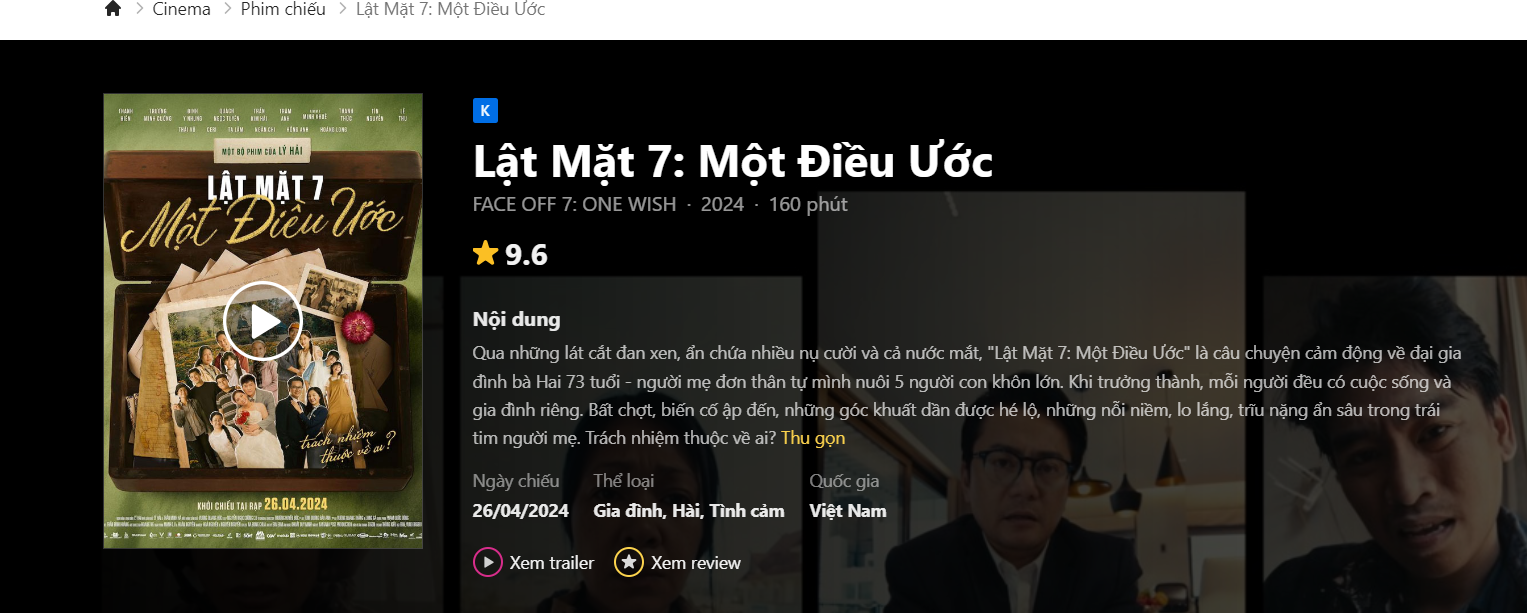 Cinema
Phim chiếu
Lật Mặt 7: Một Điều Ước
MỘT BỘ PHIM CỦA LÝ HẢI
LẬT MẶT 7
Một Điều Ước
trách nhiệm
thuộc về ai?
KHỞI CHIẾU TẠI RẠP 26.04.2024
K
Lật Mặt 7: Một Điều Ước
FACE OFF 7: ONE WISH · 2024 · 160 phút
9.6
Nội dung
Qua những lát cắt đan xen, ẩn chứa nhiều nụ cười và cả nước mắt, "Lật Mặt 7: Một Điều Ước" là câu chuyện cảm động về đại gia
đình bà Hai 73 tuổi - người mẹ đơn thân tự mình nuôi 5 người con khôn lớn. Khi trưởng thành, mỗi người đều có cuộc sống và
gia đình riêng. Bất chợt, biến cố ập đến, những góc khuất dần được hé lộ, những nỗi niềm, lo lắng, trĩu nặng ẩn sâu trong trái
tim người mẹ. Trách nhiệm thuộc về ai? Thu gọn
Ngày chiếu
26/04/2024
Thể loại
Gia đình, Hài, Tình cảm
Quốc gia
Việt Nam
Xem trailer
Xem review